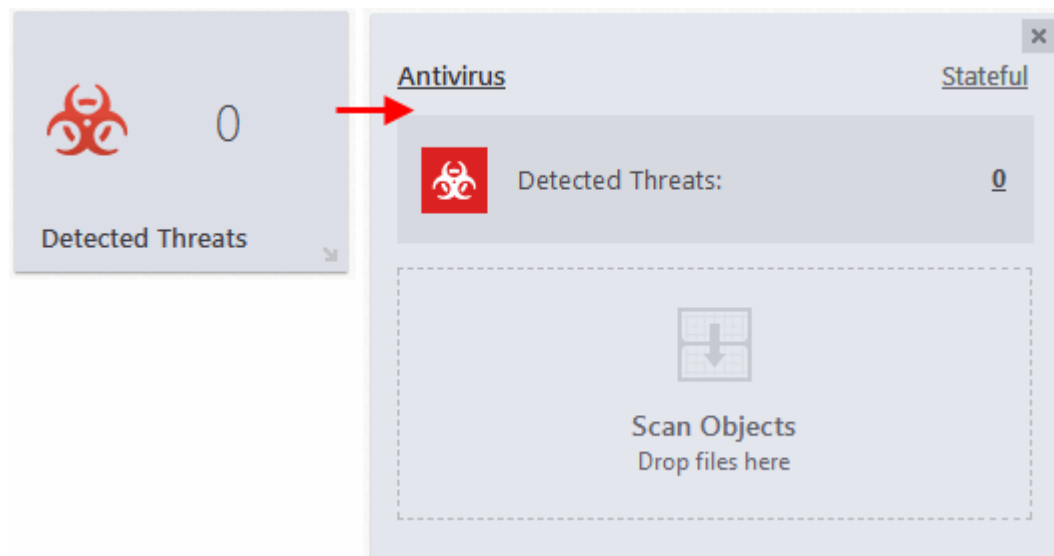 0
Detected Threats
Antivirus
Stateful
Detected Threats:
0
Scan Objects
Drop files here